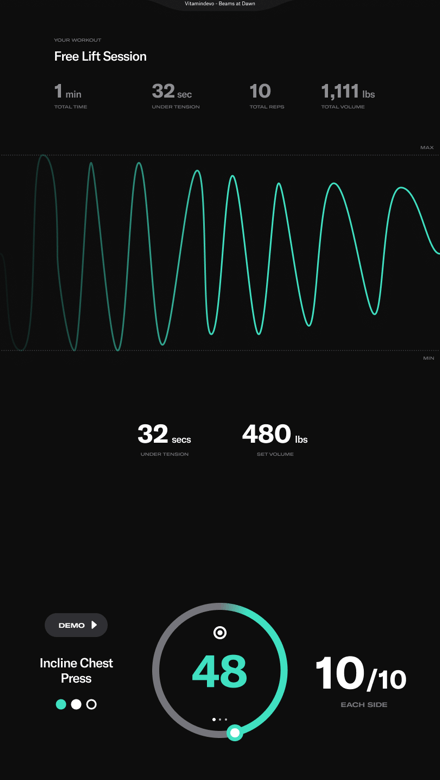 Vitamindevo - Beams at Dawn
YOUR WORKOUT
Free Lift Session
1 min
TOTAL TIME
32 sec
UNDER TENSION
10
TOTAL REPS
1,111 lbs
TOTAL VOLUME
MAX
MIN
32 secs
UNDER TENSION
480 lbs
SET VOLUME
DEMO
Incline Chest
Press
48
10/10
EACH SIDE